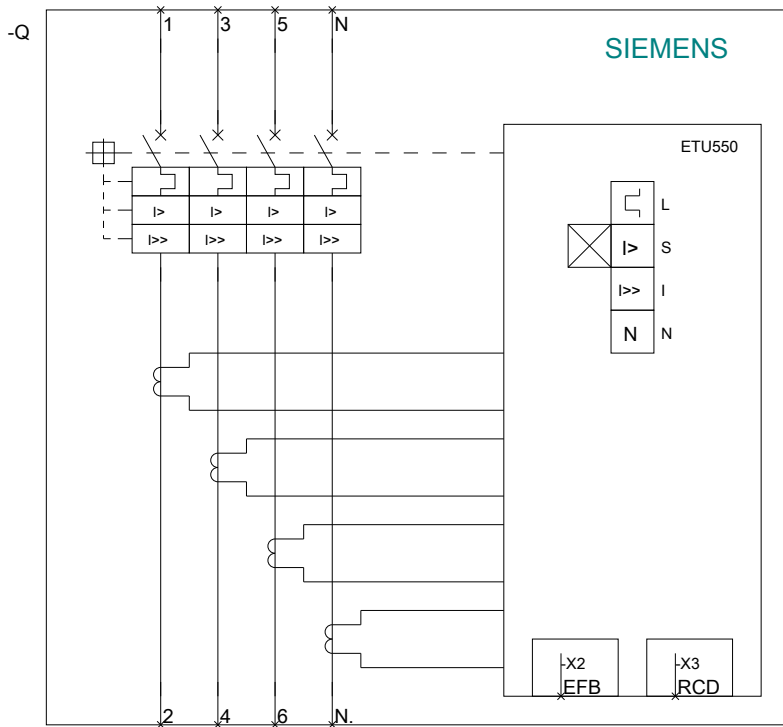 -Q
1 3 5 N
SIEMENS
ETU550
L
I> I> I> I>
I> S
I>> I>> I>> I>>
I>> I
N N
-X2
EFB
-X3
RCD
2 4 6 N.